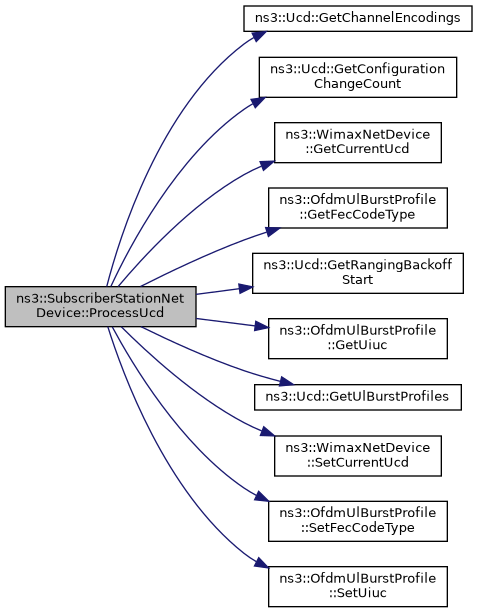 ns3::SubscriberStationNet
Device::ProcessUcd
ns3::Ucd::GetChannelEncodings
ns3::Ucd::GetConfiguration
ChangeCount
ns3::WimaxNetDevice
::GetCurrentUcd
ns3::OfdmUlBurstProfile
::GetFecCodeType
ns3::Ucd::GetRangingBackoff
Start
ns3::OfdmUlBurstProfile
::GetUiuc
ns3::Ucd::GetUlBurstProfiles
ns3::WimaxNetDevice
::SetCurrentUcd
ns3::OfdmUlBurstProfile
::SetFecCodeType
ns3::OfdmUlBurstProfile
::SetUiuc